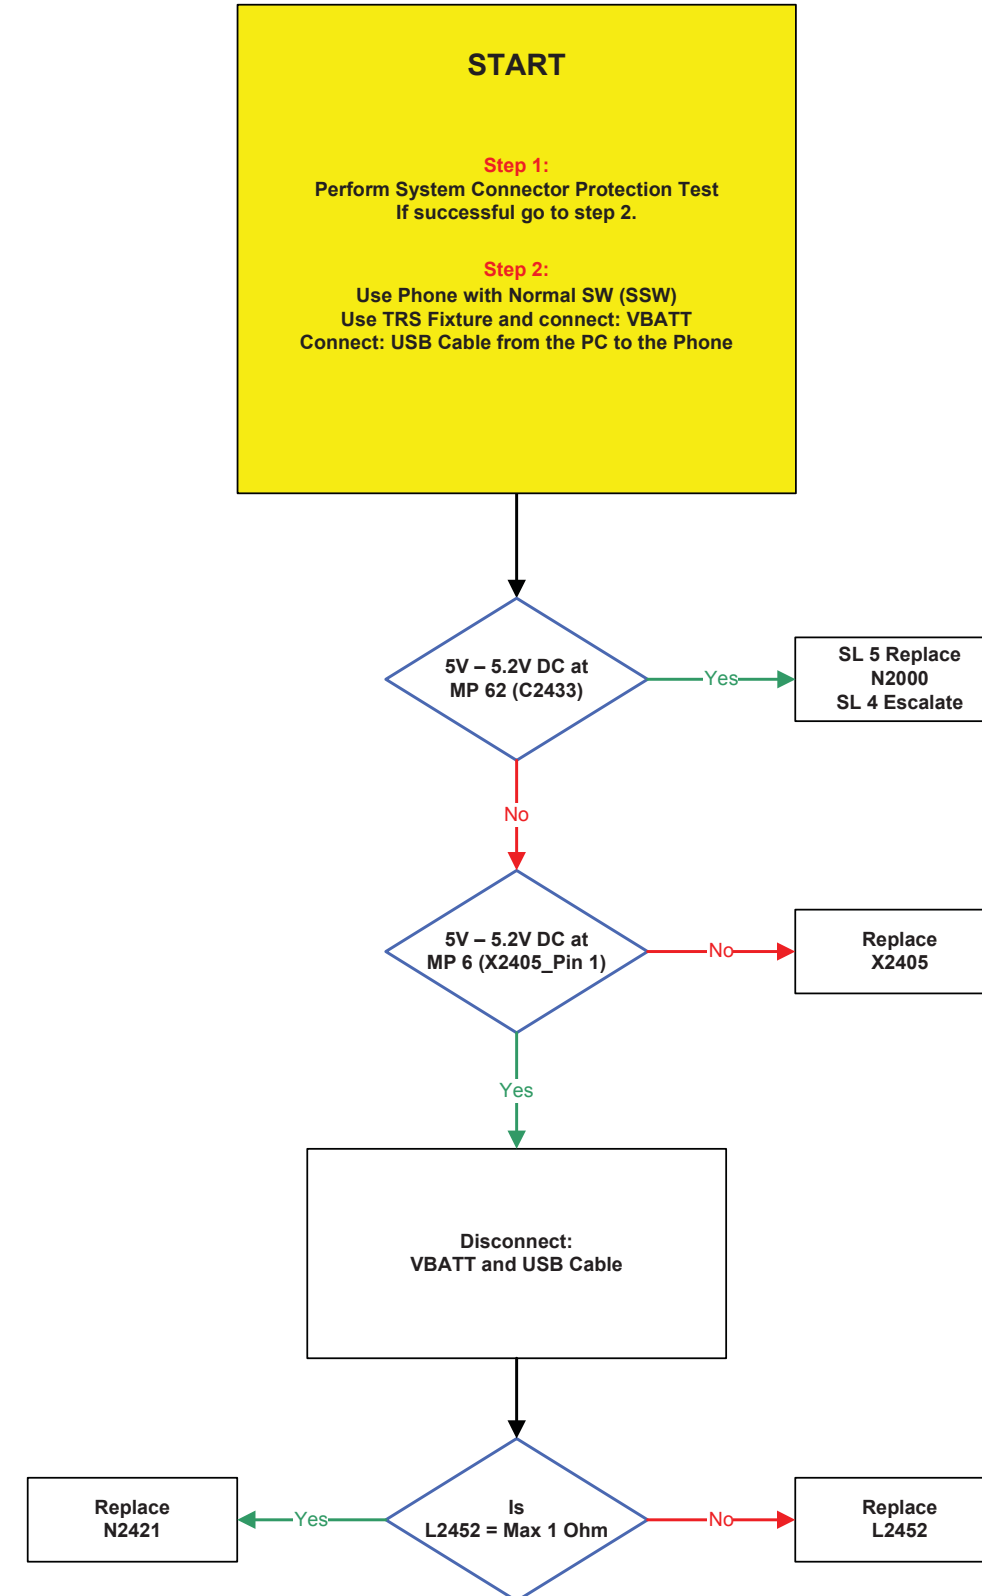 START
Step 1:
Perform System Connector Protection Test
If successful go to step 2.
Step 2:
Use Phone with Normal SW (SSW)
Use TRS Fixture and connect: VBATT
Connect: USB Cable from the PC to the Phone
5V – 5.2V DC at
MP 62 (C2433)
Yes
SL 5 Replace
N2000
SL 4 Escalate
No
5V – 5.2V DC at
MP 6 (X2405_Pin 1)
No
Replace
X2405
Yes
Disconnect:
VBATT and USB Cable
Replace
N2421
Yes
Is
L2452 = Max 1 Ohm
No
Replace
L2452